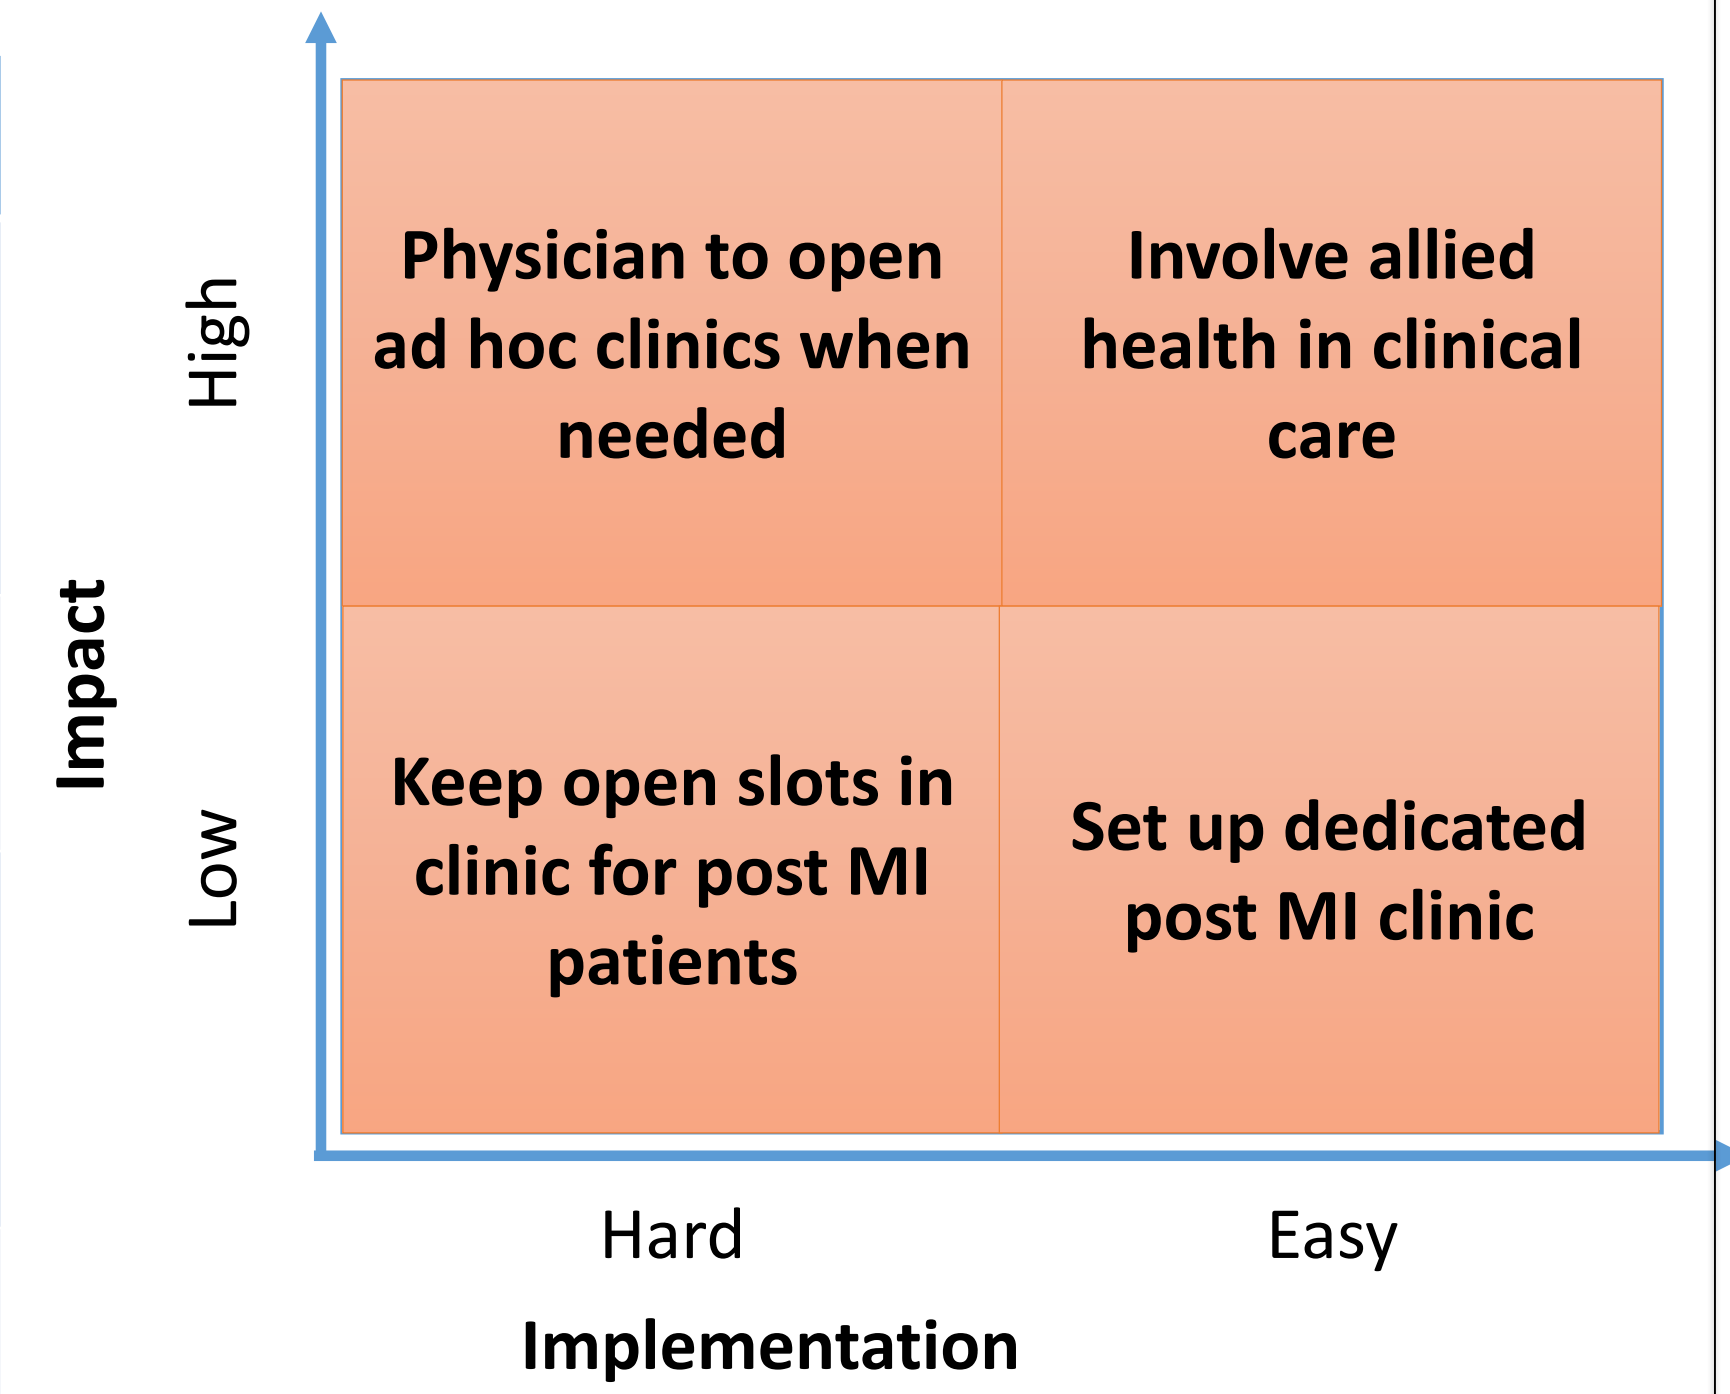 Physician to open
ad hoc clinics when
needed
Involve allied
health in clinical
care
High
Impact
Keep open slots in
clinic for post MI
patients
Set up dedicated
post MI clinic
Low
Hard
Easy
Implementation